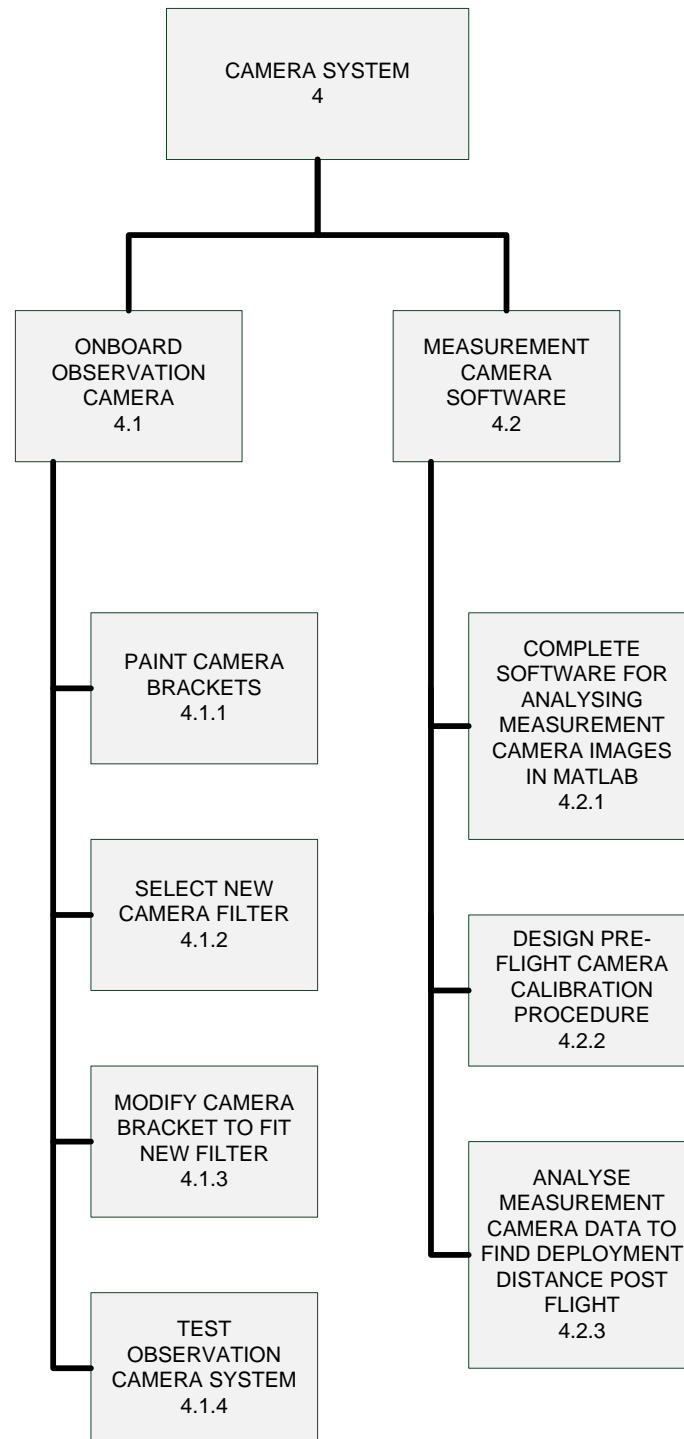 CAMERA SYSTEM
4
ONBOARD
OBSERVATION
CAMERA
4.1
MEASUREMENT
CAMERA
SOFTWARE
4.2
PAINT CAMERA
BRACKETS
4.1.1
SELECT NEW
CAMERA FILTER
4.1.2
MODIFY CAMERA
BRACKET TO FIT
NEW FILTER
4.1.3
TEST
OBSERVATION
CAMERA SYSTEM
4.1.4
COMPLETE
SOFTWARE FOR
ANALYSING
MEASUREMENT
CAMERA IMAGES
IN MATLAB
4.2.1
DESIGN PRE-
FLIGHT CAMERA
CALIBRATION
PROCEDURE
4.2.2
ANALYSE
MEASUREMENT
CAMERA DATA TO
FIND DEPLOYMENT
DISTANCE POST
FLIGHT
4.2.3